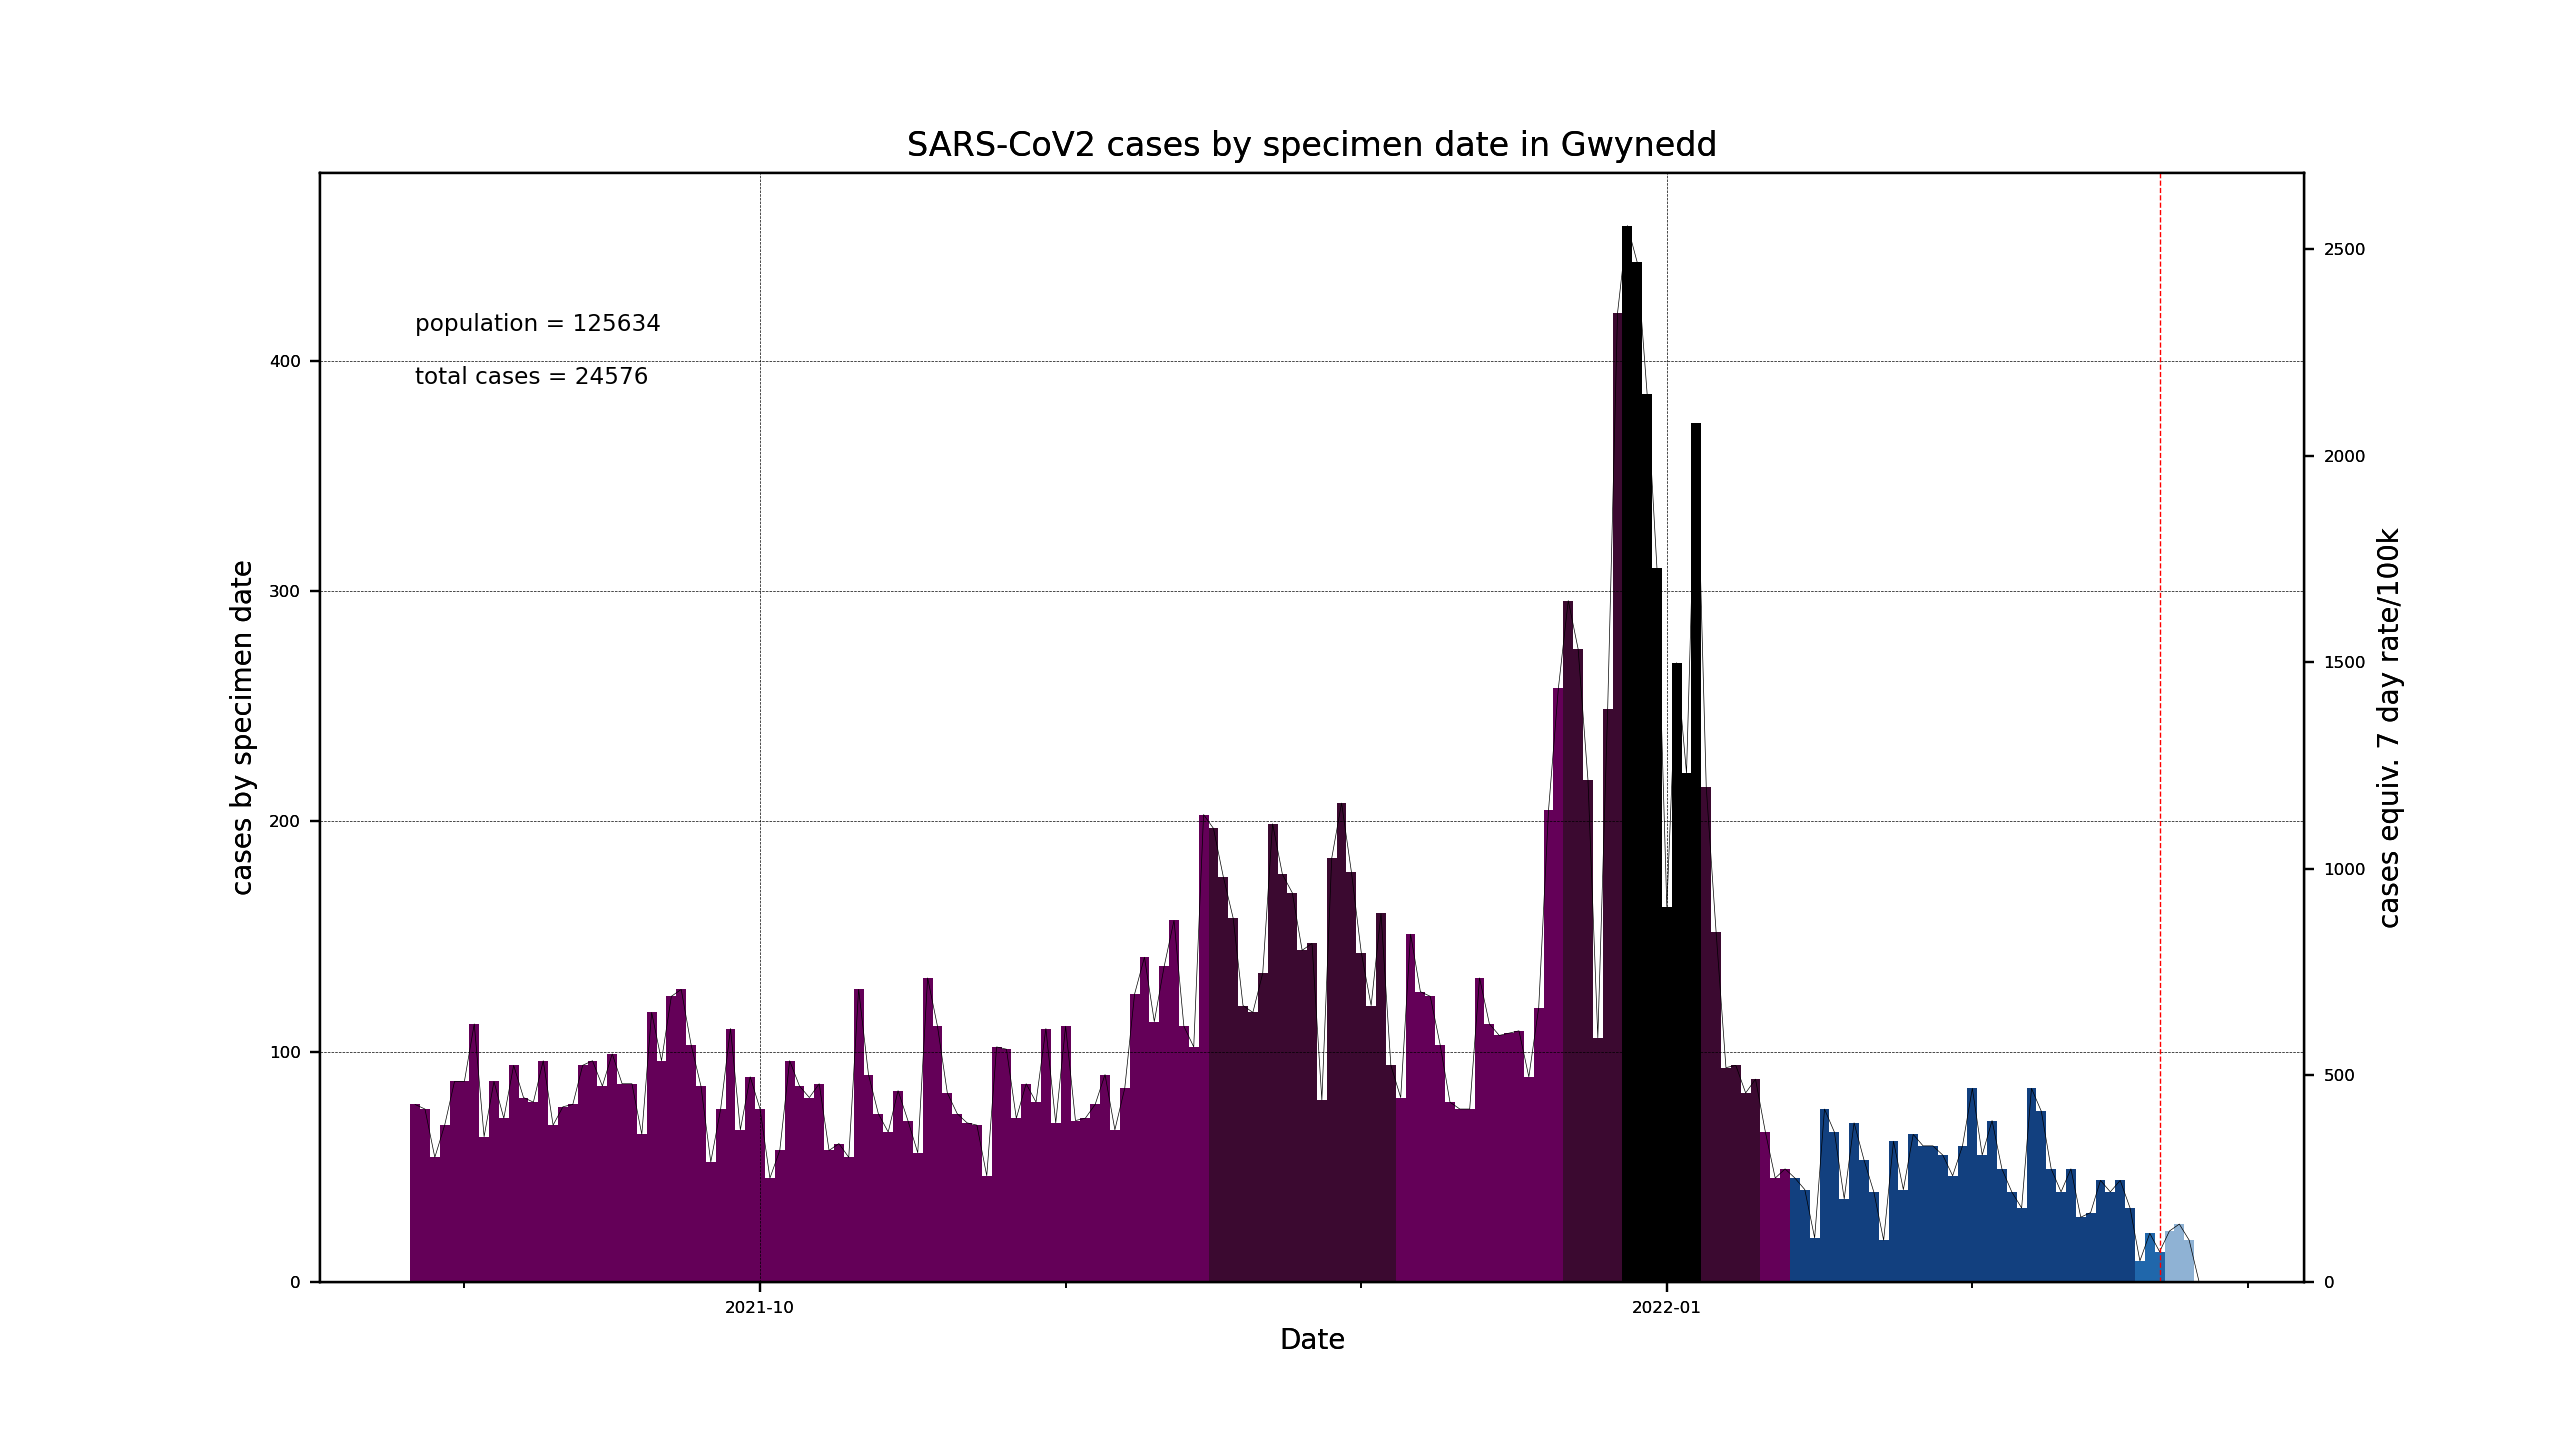 SARS-CoV2 cases by specimen date in Gwynedd
population = 125634
total cases = 24576
cases by specimen date
400
300
200
100
0
2500
2000
1500
1000
500
0
cases equiv. 7 day rate/100k
2021-10
2022-01
Date